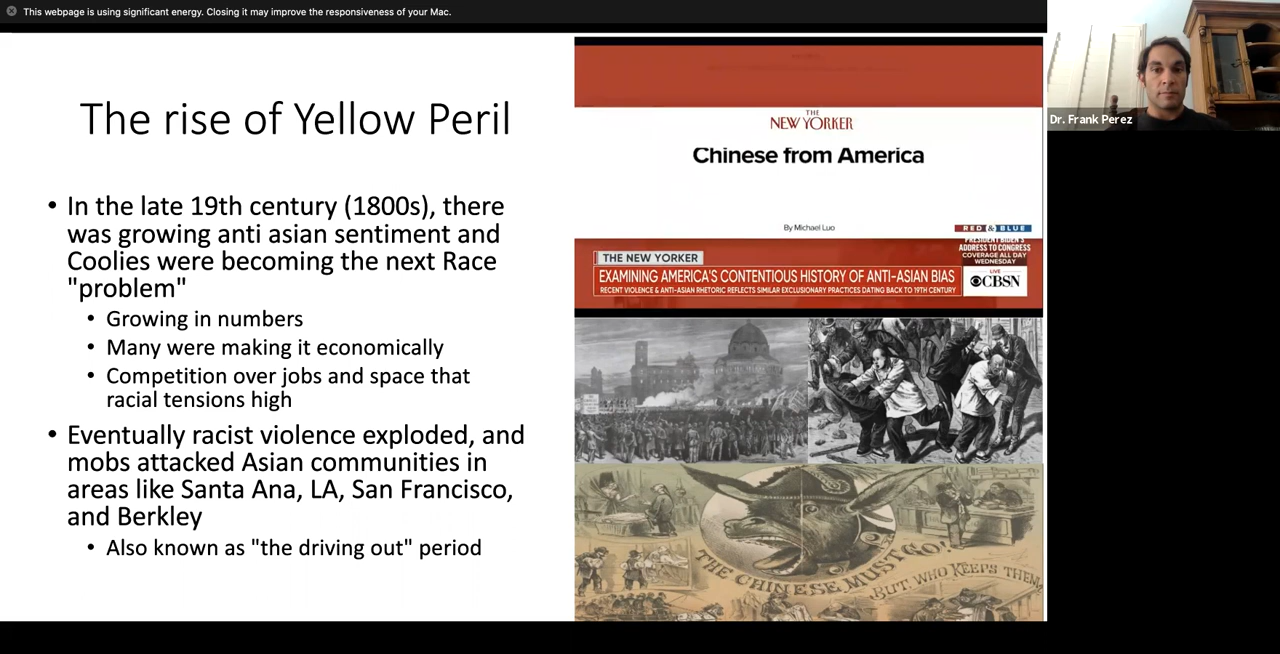 This webpage is using significant energy. Closing it may improve the responsiveness of your Mac.
The rise of Yellow Peril
• In the late 19th century (1800s), there
was growing anti asian sentiment and
Coolies were becoming the next Race
"problem"
• Growing in numbers
• Many were making it economically
• Competition over jobs and space that
racial tensions high
• Eventually racist violence exploded, and
mobs attacked Asian communities in
areas like Santa Ana, LA, San Francisco,
and Berkley
• Also known as "the driving out" period
THE
NEW YORKER
Chinese from America
By Michael Luo
RED & BLUE
THE NEW YORKER
EXAMINING AMERICA'S CONTENTIOUS HISTORY OF ANTI-ASIAN BIAS
RECENT VIOLENCE & ANTI-ASIAN RHETORIC REFLECTS SIMILAR EXCLUSIONARY PRACTICES DATING BACK TO 19TH CENTURY
PRESIDENT BIDEN'S
ADDRESS TO CONGRESS
COVERAGE ALL DAY
WEDNESDAY
LIVE
CBSN
THE CHINESE MUST GO!
BUT WHO KEEPS THEM
Dr. Frank Perez